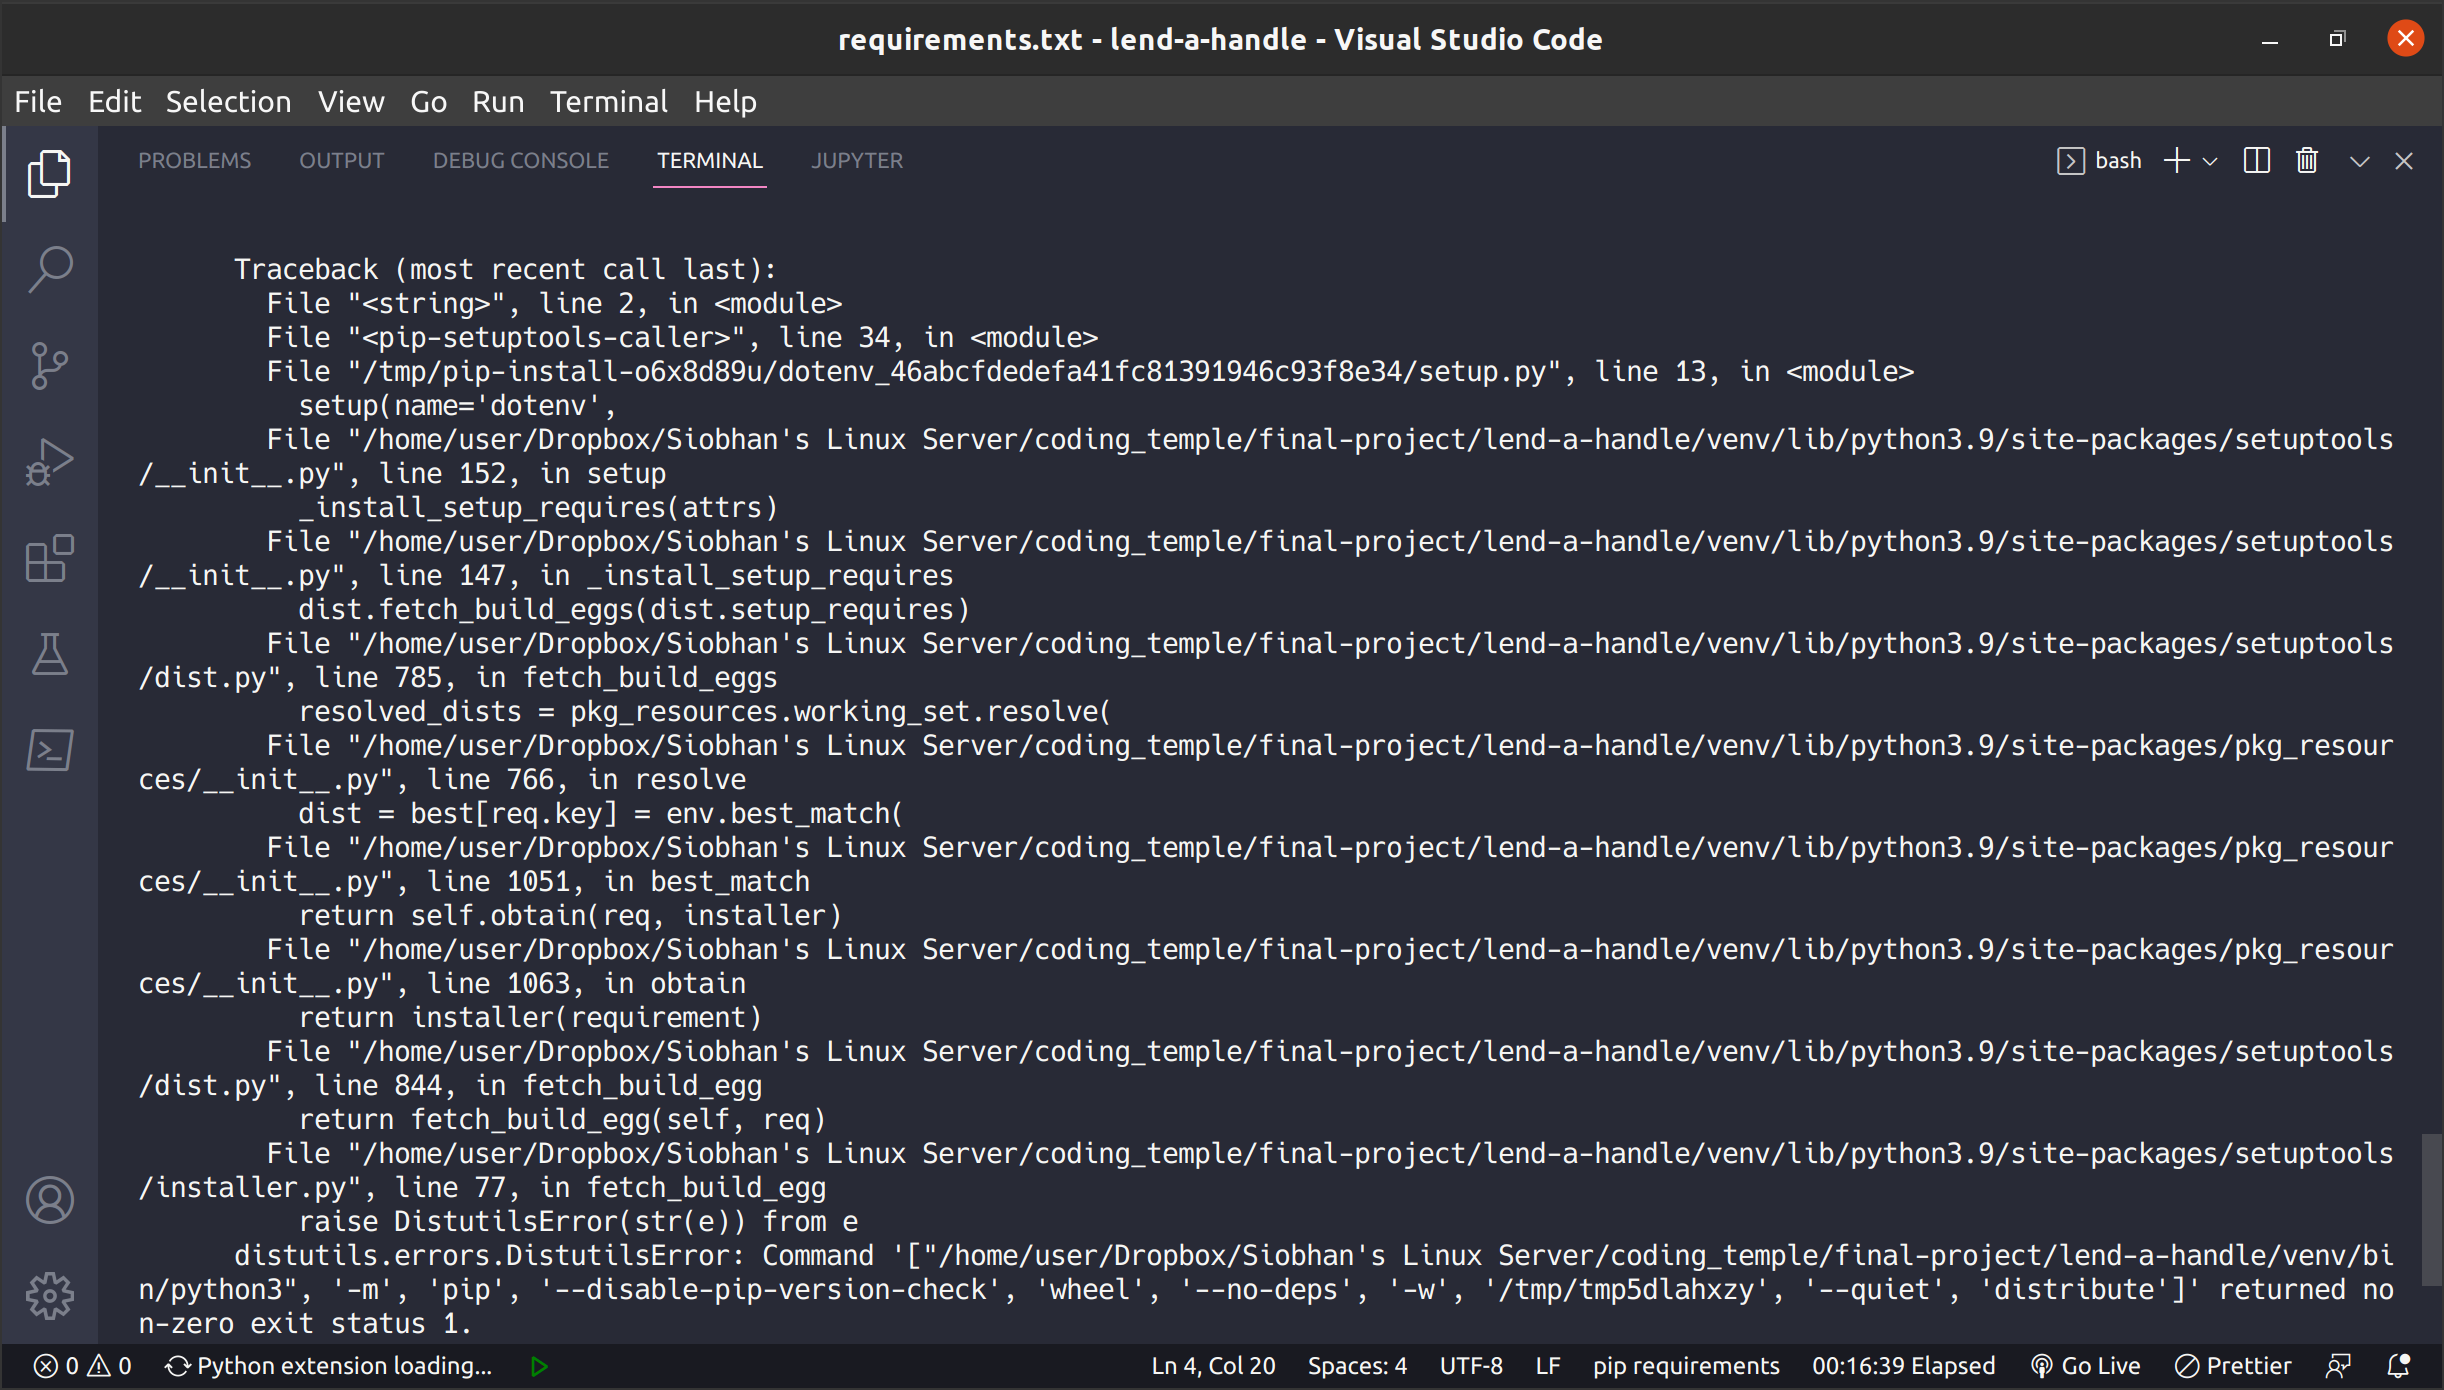 requirements.txt - lend-a-handle - Visual Studio Code
File Edit Selection View Go Run Terminal Help
PROBLEMS OUTPUT DEBUG CONSOLE TERMINAL JUPYTER bash
Traceback (most recent call last):
File "<string>", line 2, in <module>
File "<pip-setuptools-caller>", line 34, in <module>
File "/tmp/pip-install-o6x8d89u/dotenv_46abcfdedefa41fc81391946c93f8e34/setup.py", line 13, in <module>
setup(name='dotenv',
File "/home/user/Dropbox/Siobhan's Linux Server/coding_temple/final-project/lend-a-handle/venv/lib/python3.9/site-packages/setuptools
/__init__.py", line 152, in setup
_install_setup_requires(attrs)
File "/home/user/Dropbox/Siobhan's Linux Server/coding_temple/final-project/lend-a-handle/venv/lib/python3.9/site-packages/setuptools
/__init__.py", line 147, in _install_setup_requires
dist.fetch_build_eggs(dist.setup_requires)
File "/home/user/Dropbox/Siobhan's Linux Server/coding_temple/final-project/lend-a-handle/venv/lib/python3.9/site-packages/setuptools
/dist.py", line 785, in fetch_build_eggs
resolved_dists = pkg_resources.working_set.resolve(
File "/home/user/Dropbox/Siobhan's Linux Server/coding_temple/final-project/lend-a-handle/venv/lib/python3.9/site-packages/pkg_resour
ces/__init__.py", line 766, in resolve
dist = best[req.key] = env.best_match(
File "/home/user/Dropbox/Siobhan's Linux Server/coding_temple/final-project/lend-a-handle/venv/lib/python3.9/site-packages/pkg_resour
ces/__init__.py", line 1051, in best_match
return self.obtain(req, installer)
File "/home/user/Dropbox/Siobhan's Linux Server/coding_temple/final-project/lend-a-handle/venv/lib/python3.9/site-packages/pkg_resour
ces/__init__.py", line 1063, in obtain
return installer(requirement)
File "/home/user/Dropbox/Siobhan's Linux Server/coding_temple/final-project/lend-a-handle/venv/lib/python3.9/site-packages/setuptools
/dist.py", line 844, in fetch_build_egg
return fetch_build_egg(self, req)
File "/home/user/Dropbox/Siobhan's Linux Server/coding_temple/final-project/lend-a-handle/venv/lib/python3.9/site-packages/setuptools
/installer.py", line 77, in fetch_build_egg
raise DistutilsError(str(e)) from e
distutils.errors.DistutilsError: Command '["/home/user/Dropbox/Siobhan's Linux Server/coding_temple/final-project/lend-a-handle/venv/bi
n/python3", '-m', 'pip', '--disable-pip-version-check', 'wheel', '--no-deps', '-w', '/tmp/tmp5dlahxzy', '--quiet', 'distribute']' returned no
n-zero exit status 1.
0 0 Python extension loading... Ln 4, Col 20 Spaces: 4 UTF-8 LF pip requirements 00:16:39 Elapsed Go Live Prettier